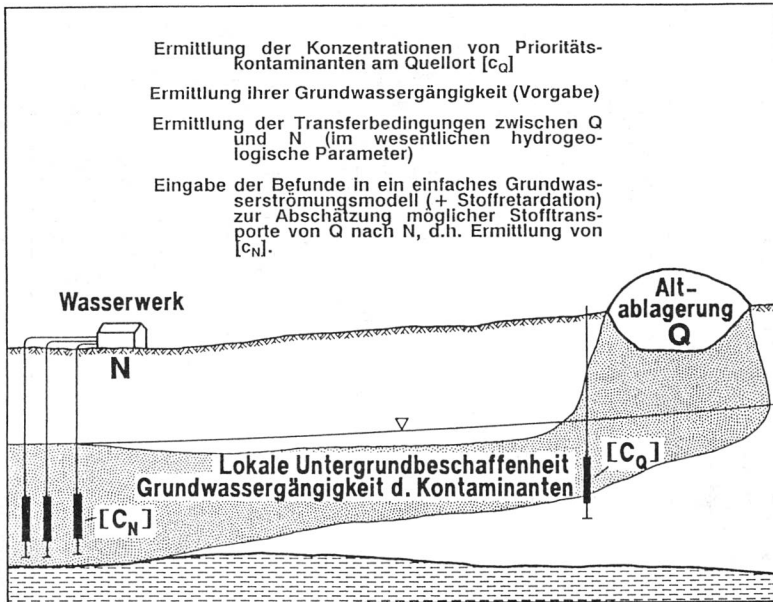 Ermittlung der Konzentrationen von Prioritäts-
kontaminanten am Quellort [cQ]
Ermittlung ihrer Grundwassergängigkeit (Vorgabe)
Ermittlung der Transferbedingungen zwischen Q
und N (im wesentlichen hydrogeo-
logische Parameter)
Eingabe der Befunde in ein einfaches Grundwas-
serströmungsmodell (+ Stoffretardation)
zur Abschätzung möglicher Stofftrans-
porte von Q nach N, d.h. Ermittlung von
[cN].
Wasserwerk
N
Alt-
ablagerung
Q
Lokale Untergrundbeschaffenheit
Grundwassergängigkeit d. Kontaminanten
[CQ]
[CN]